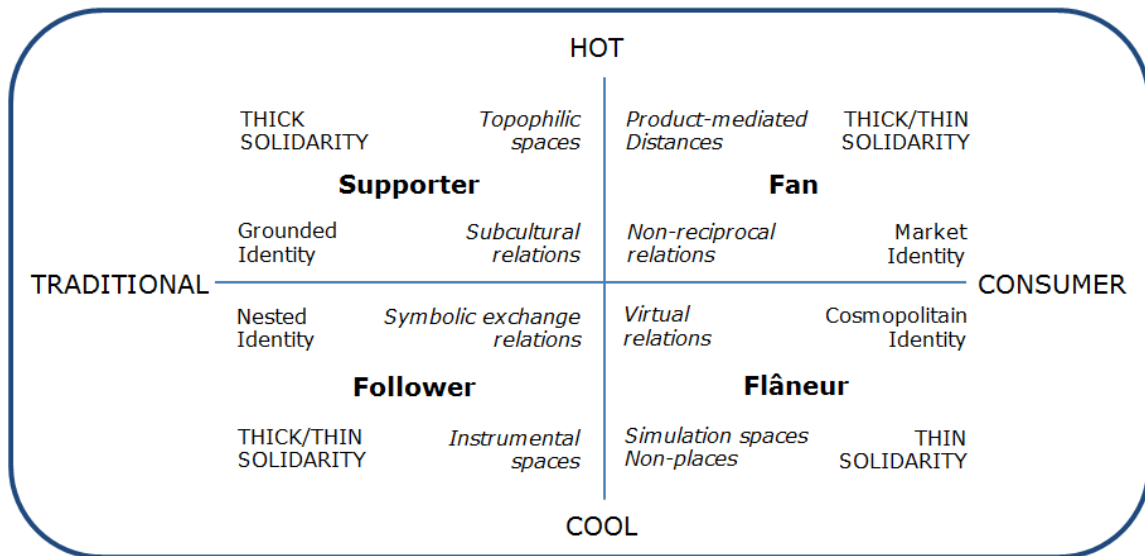 HOT
THICK
SOLIDARITY
Topophilic
spaces
Product-mediated
Distances
THICK/THIN
SOLIDARITY
Supporter
Fan
Grounded
Identity
Subcultural
relations
Non-reciprocal
relations
Market
Identity
TRADITIONAL
CONSUMER
Nested
Identity
Symbolic exchange
relations
Virtual
relations
Cosmopolitain
Identity
Follower
Flâneur
THICK/THIN
SOLIDARITY
Instrumental
spaces
Simulation spaces
Non-places
THIN
SOLIDARITY
COOL